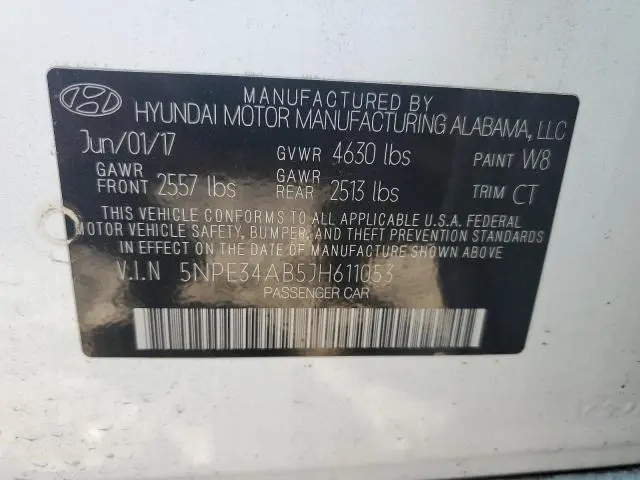 MANUFACTURED BY
HYUNDAI MOTOR MANUFACTURING ALABAMA, LLC
Jun/01/17 GVWR 4630 lbs PAINT W8
GAWR FRONT 2557 lbs GAWR REAR 2513 lbs TRIM CT
THIS VEHICLE CONFORMS TO ALL APPLICABLE U.S.A. FEDERAL
MOTOR VEHICLE SAFETY, BUMPER, AND THEFT PREVENTION STANDARDS
IN EFFECT ON THE DATE OF MANUFACTURE SHOWN ABOVE
V.I.N 5NPE34AB5JH611053
PASSENGER CAR